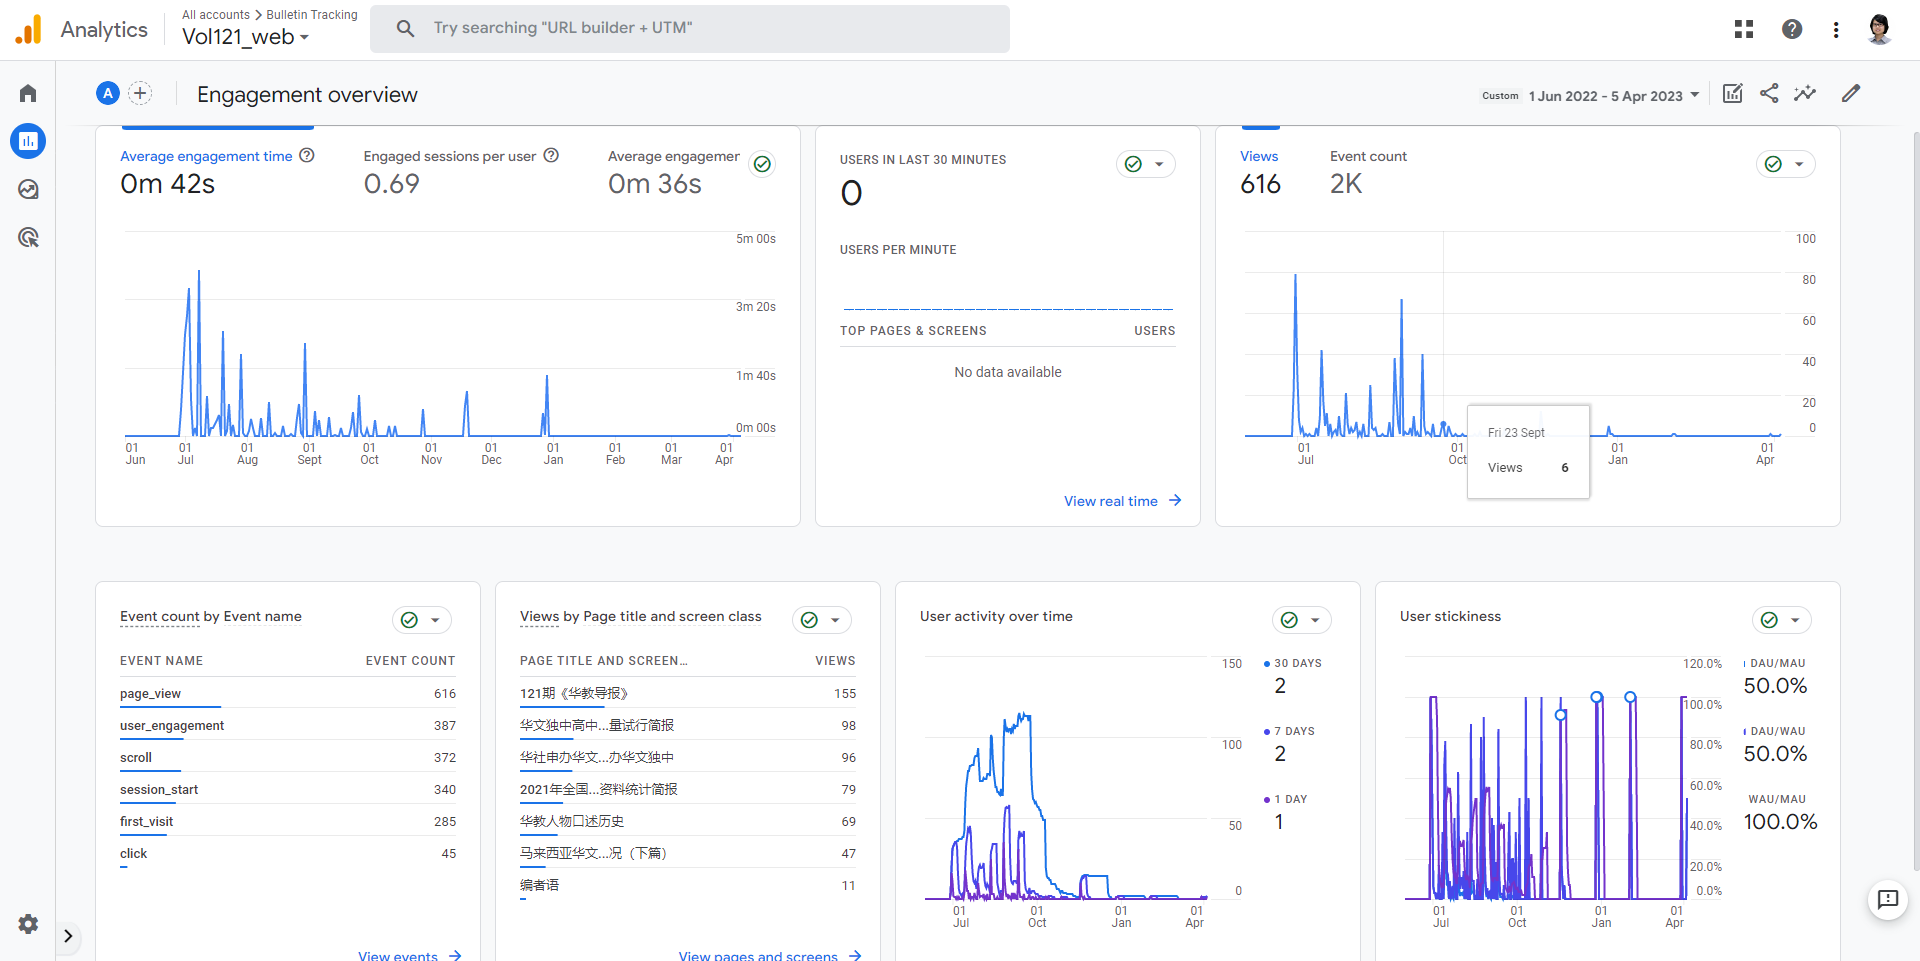 Analytics
All accounts > Bulletin Tracking
Vol121_web
Try searching "URL builder + UTM"
A
Engagement overview
Custom 1 Jun 2022 - 5 Apr 2023
Average engagement time
0m 42s
Engaged sessions per user
0.69
Average engagemer
0m 36s
5m 00s
3m 20s
1m 40s
0m 00s
01 Jun
01 Jul
01 Aug
01 Sept
01 Oct
01 Nov
01 Dec
01 Jan
01 Feb
01 Mar
01 Apr
USERS IN LAST 30 MINUTES
0
USERS PER MINUTE
TOP PAGES & SCREENS USERS
No data available
View real time
Views
616
Event count
2K
100
80
60
40
20
0
01 Jul
01 Oct
01 Jan
01 Apr
Fri 23 Sept
Views 6
Event count by Event name
EVENT NAME EVENT COUNT
page_view 616
user_engagement 387
scroll 372
session_start 340
first_visit 285
click 45
View events
Views by Page title and screen class
PAGE TITLE AND SCREEN... VIEWS
121期《华教导报》 155
华文独中高中...量试行简报 98
华社申办华文...办华文独中 96
2021年全国...资料统计简报 79
华教人物口述历史 69
马来西亚华文...况（下篇） 47
编者语 11
View pages and screens
User activity over time
150
100
50
0
01 Jul
01 Oct
01 Jan
01 Apr
30 DAYS
2
7 DAYS
2
1 DAY
1
User stickiness
120.0%
100.0%
80.0%
60.0%
40.0%
20.0%
0.0%
01 Jul
01 Oct
01 Jan
01 Apr
DAU/MAU
50.0%
DAU/WAU
50.0%
WAU/MAU
100.0%